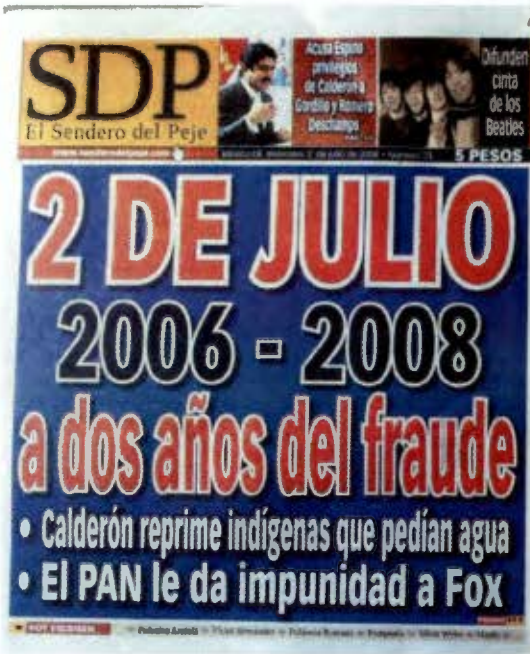 SDP
El Sendero del Peje
Acusa Espino
privilegios
de Calderón a
Gordillo y Romero
Deschamps
Difunden
cinta
de los
Beatles
5 PESOS
2 DE JULIO
2006 - 2008
a dos años del fraude
• Calderón reprime indígenas que pedían agua
• El PAN le da impunidad a Fox
HOY ESCRIBEN